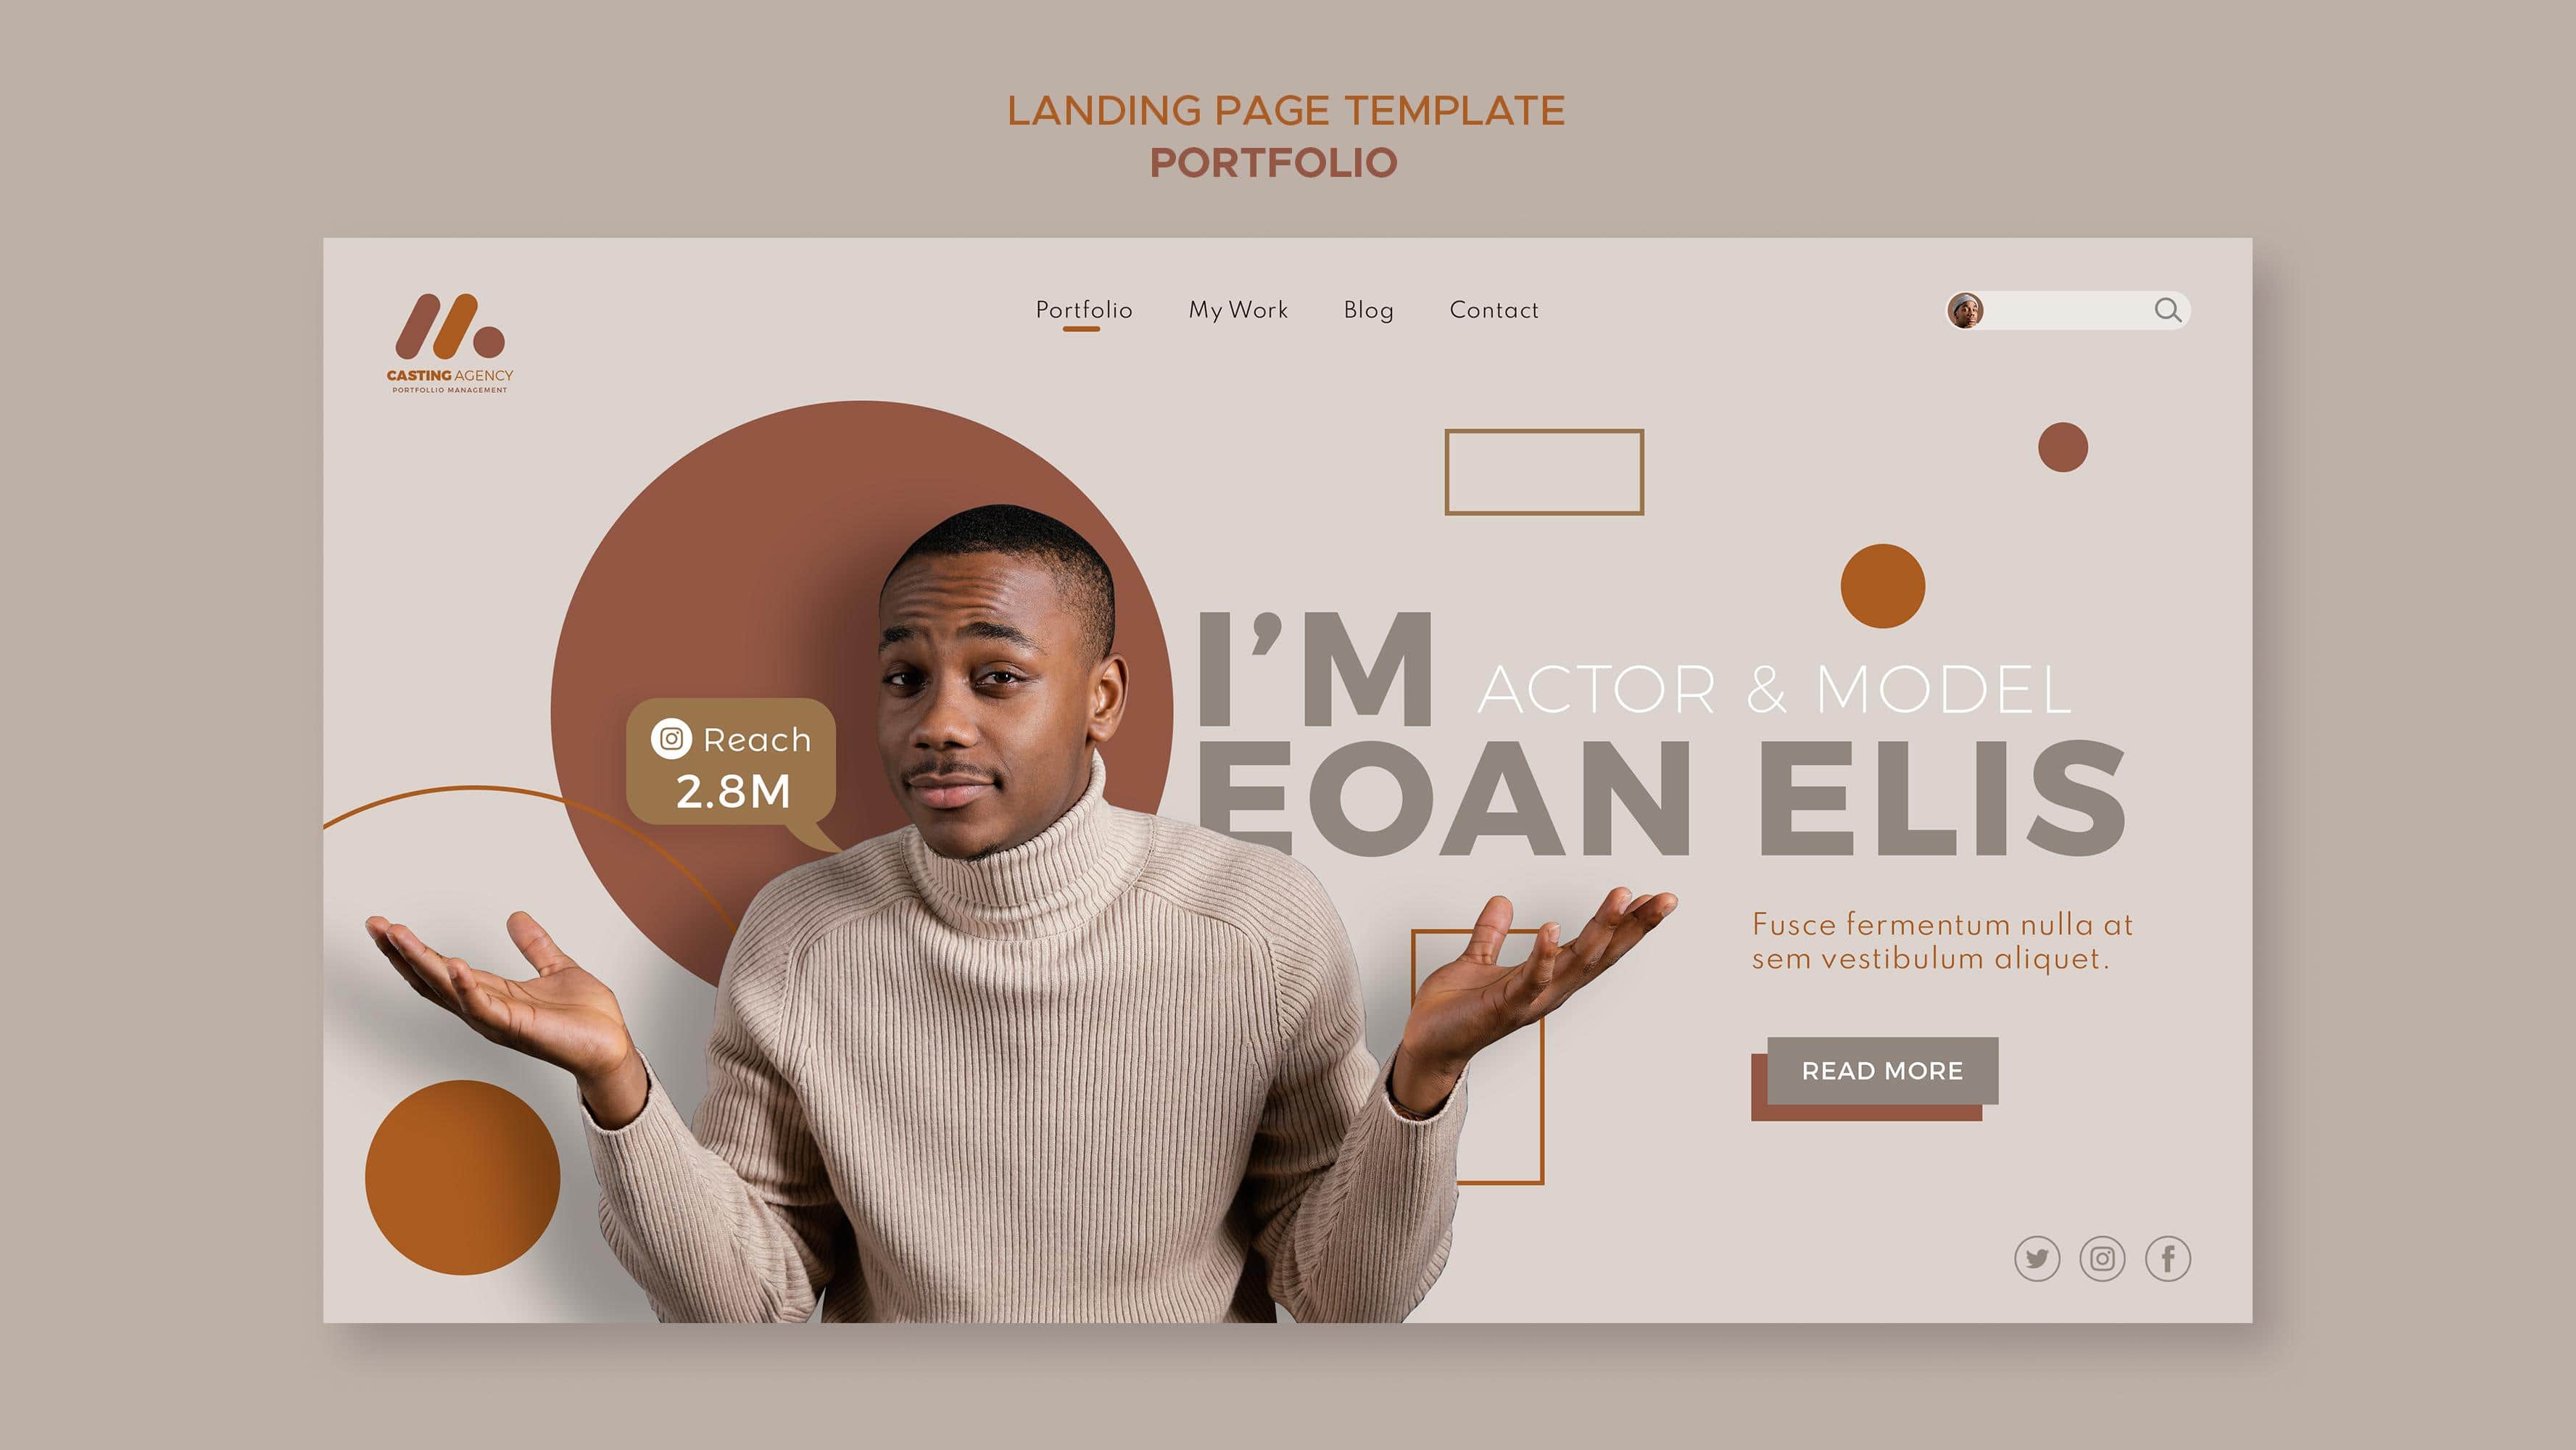 LANDING PAGE TEMPLATE
PORTFOLIO
CASTING AGENCY
PORTFOLLIO MANAGEMENT
Portfolio
My Work
Blog
Contact
Reach
2.8M
I’M
ACTOR & MODEL
EOAN ELIS
Fusce fermentum nulla at
sem vestibulum aliquet.
READ MORE